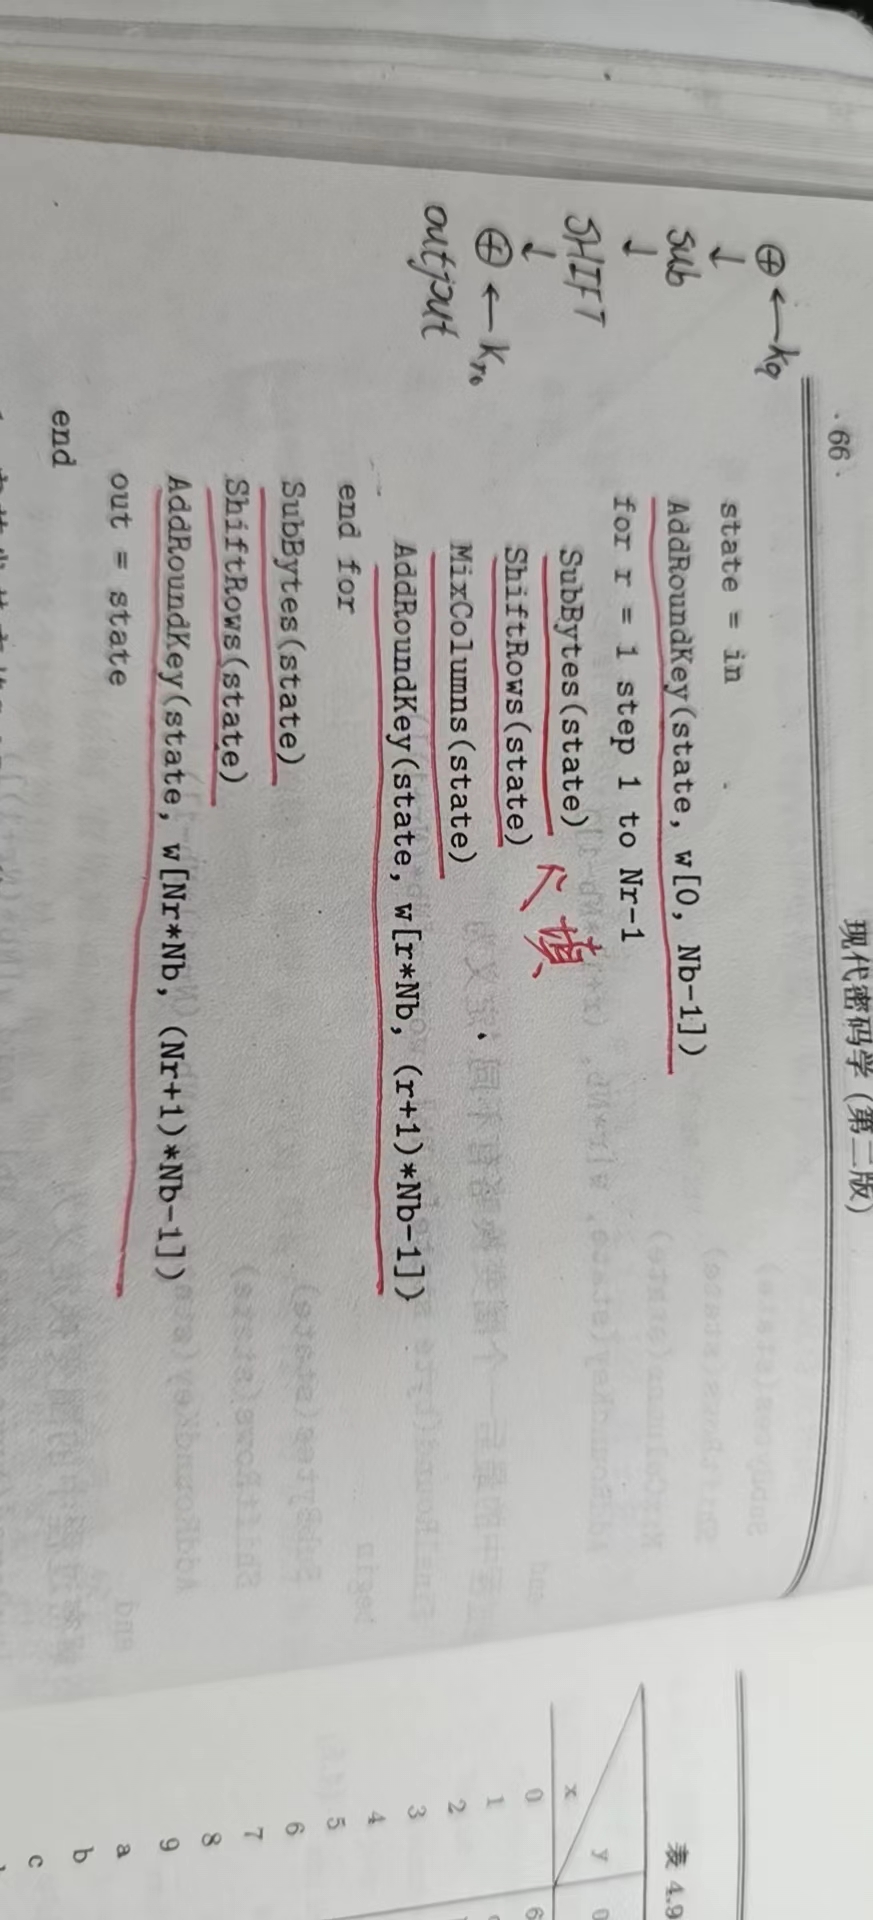 · 66 ·
现代密码学（第二版）
state = in
AddRoundKey(state, w[0, Nb-1])
for r = 1 step 1 to Nr-1
SubBytes(state)
ShiftRows(state)
MixColumns(state)
AddRoundKey(state, w[r*Nb, (r+1)*Nb-1])
end for
SubBytes(state)
ShiftRows(state)
AddRoundKey(state, w[Nr*Nb, (Nr+1)*Nb-1])
out = state
end
⊕ ← k9
↓
Sub
↓
SHIFT
↓
⊕ ← K10
output
填
表 4.9
y
x
0
0
6
1
2
3
4
5
6
7
8
9
a
b
c